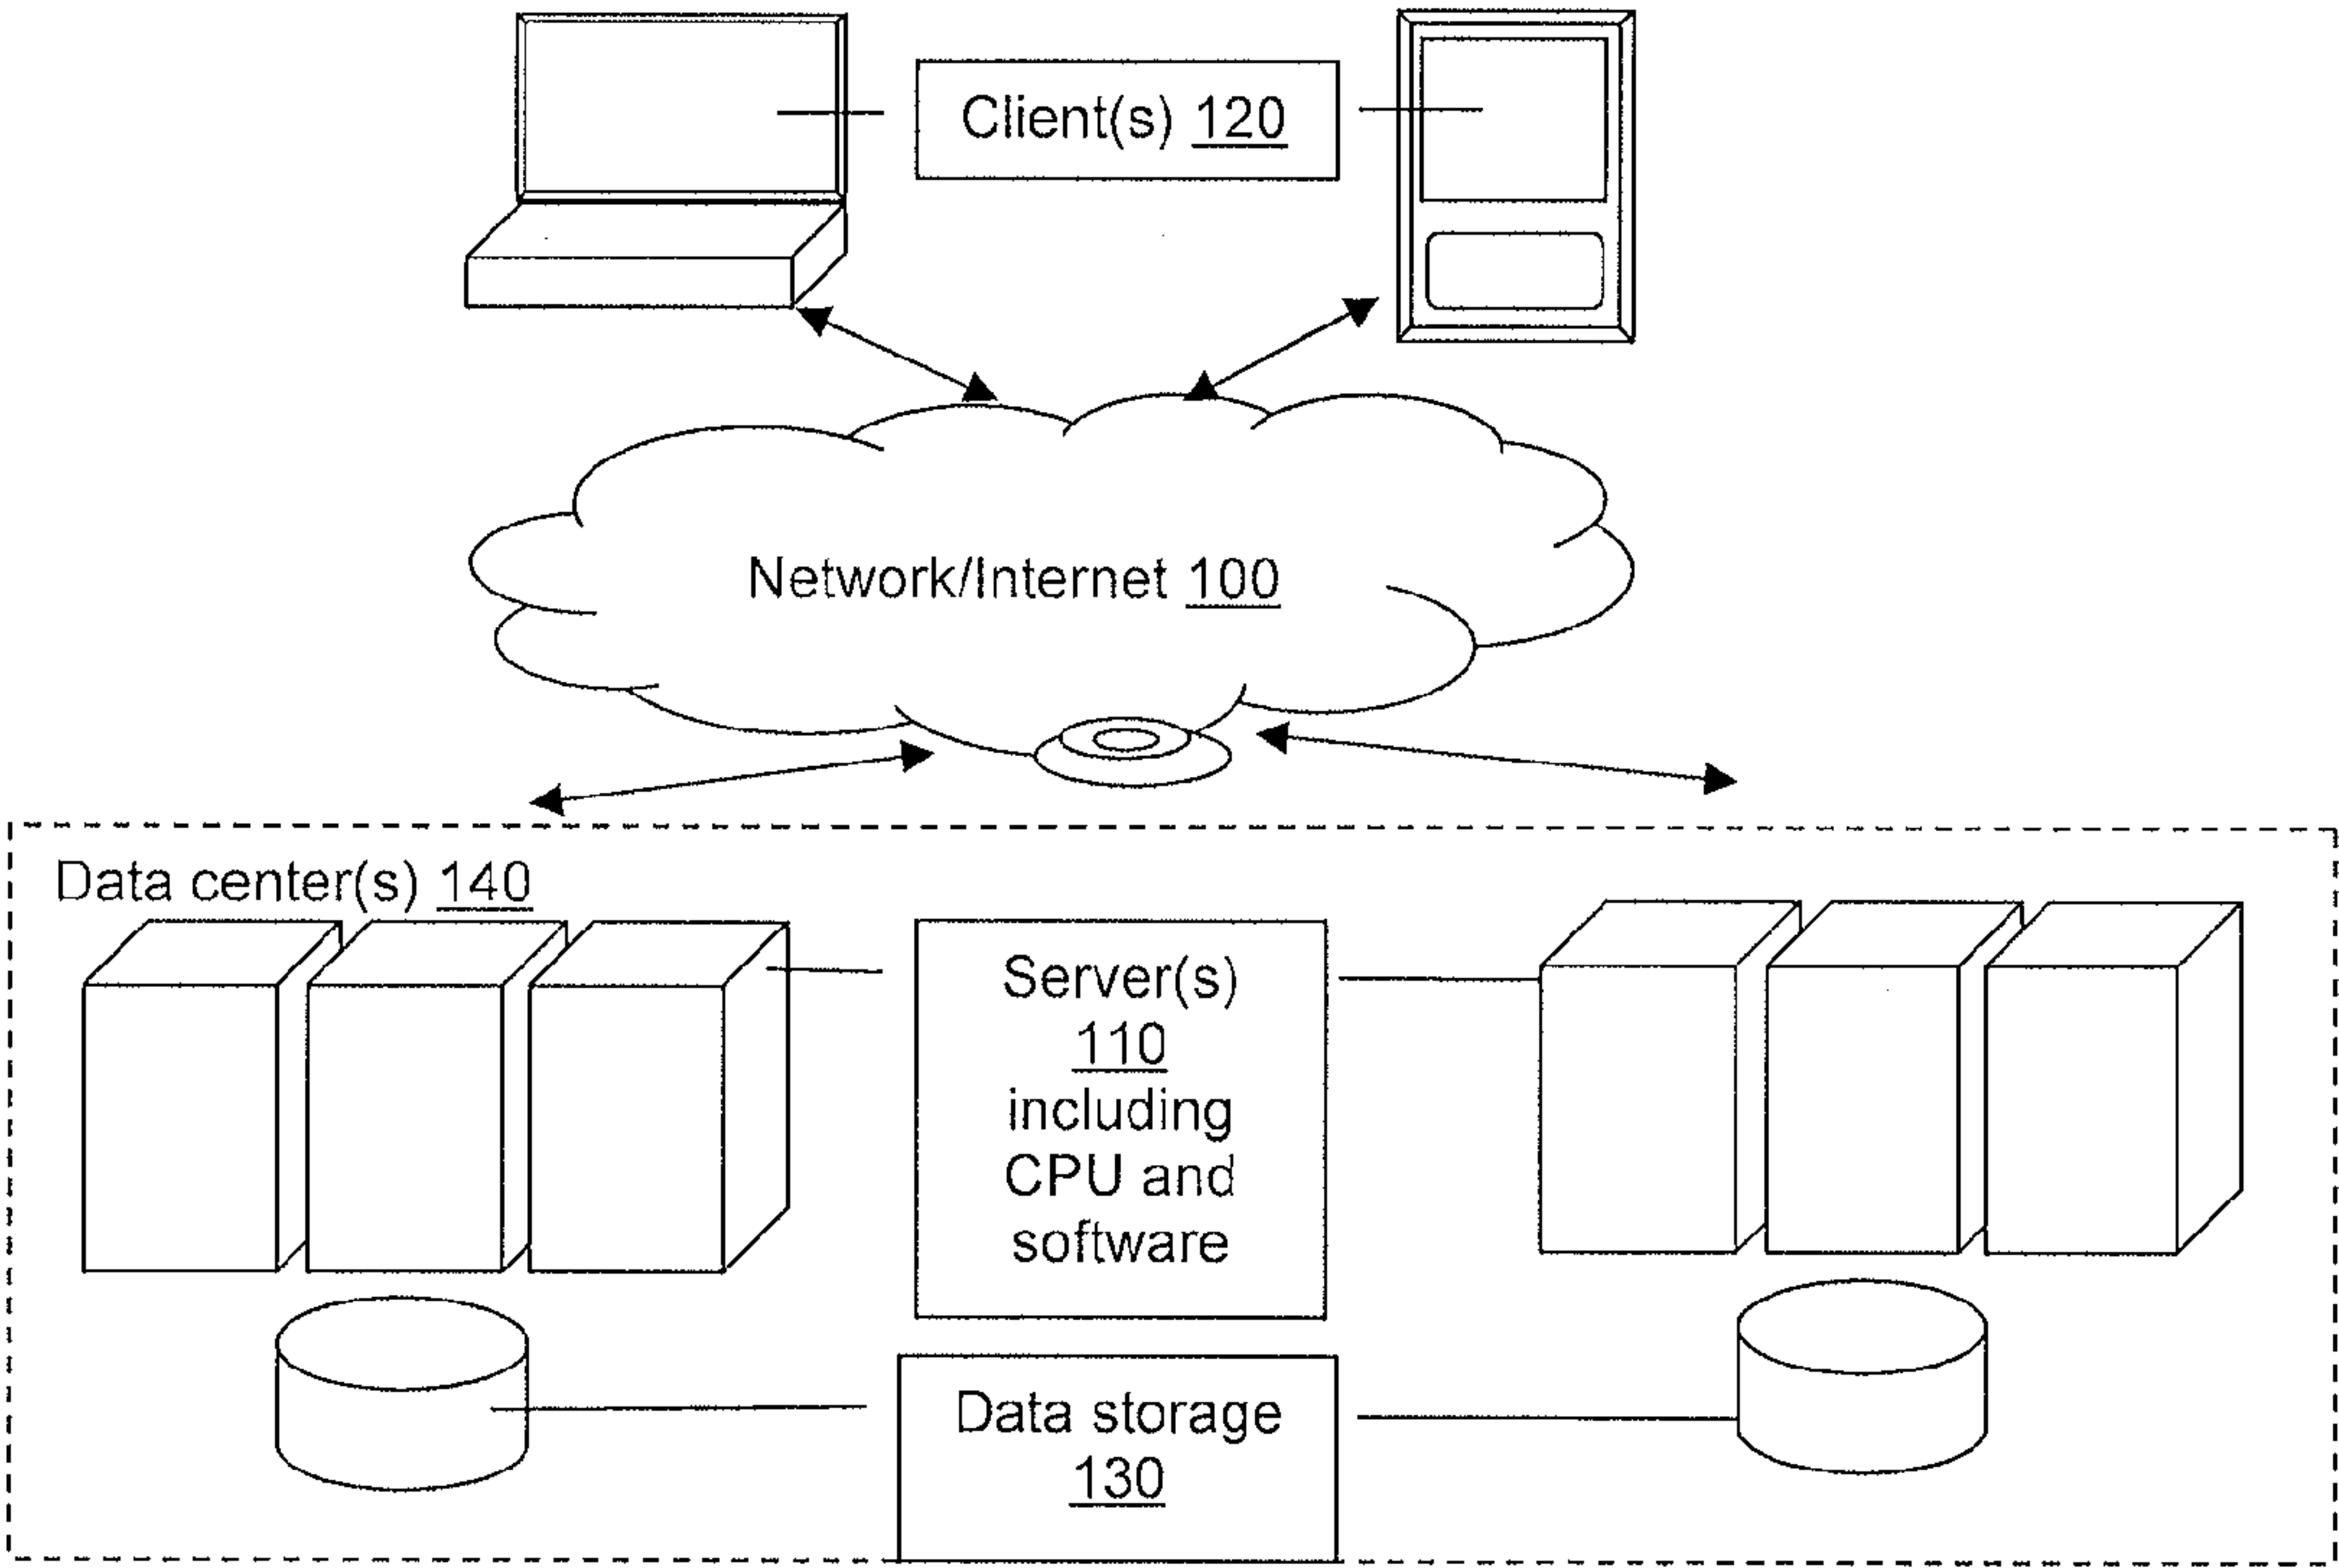 Client(s) 120
Network/Internet 100
Data center(s) 140
Server(s)
110
including
CPU and
software
Data storage
130